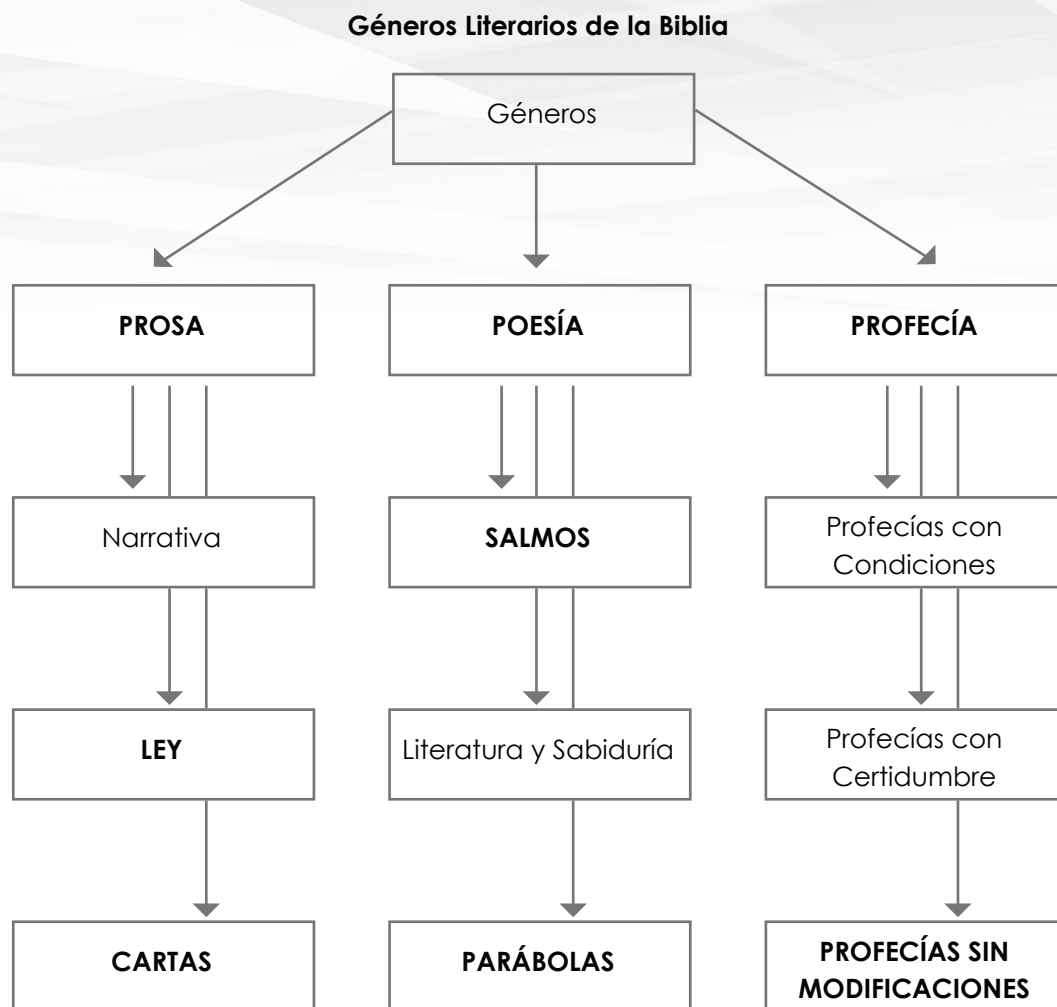 Géneros Literarios de la Biblia
Géneros
PROSA
POESÍA
PROFECÍA
Narrativa
SALMOS
Profecías con
Condiciones
LEY
Literatura y Sabiduría
Profecías con
Certidumbre
CARTAS
PARÁBOLAS
PROFECÍAS SIN
MODIFICACIONES